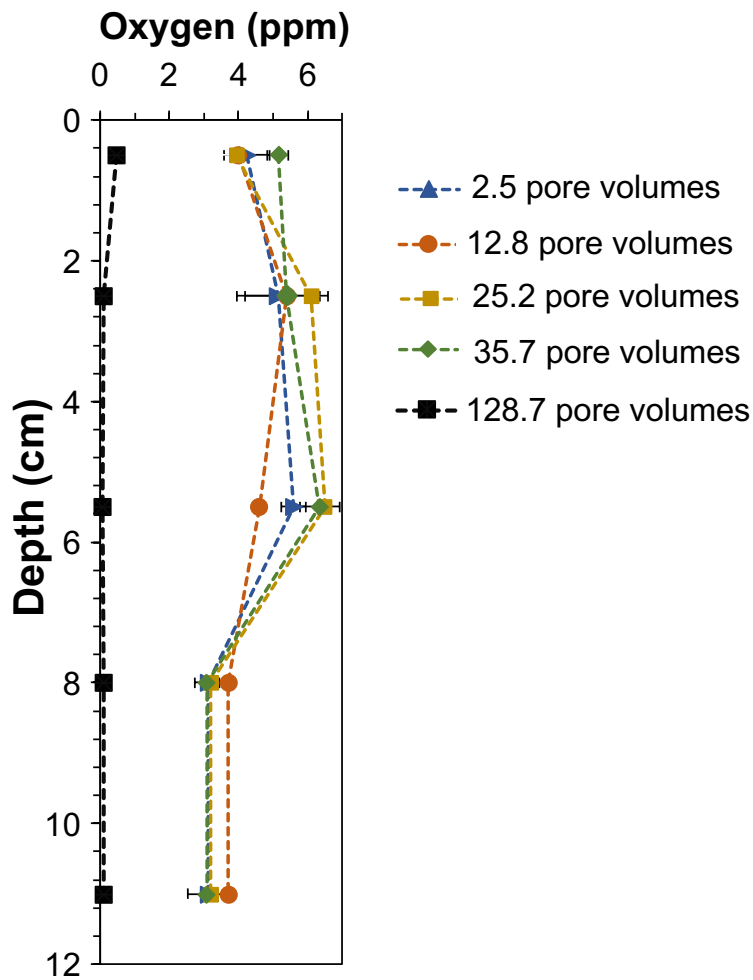 Oxygen (ppm)
0 2 4 6
0
2
4
6
8
10
12
Depth (cm)
2.5 pore volumes
12.8 pore volumes
25.2 pore volumes
35.7 pore volumes
128.7 pore volumes